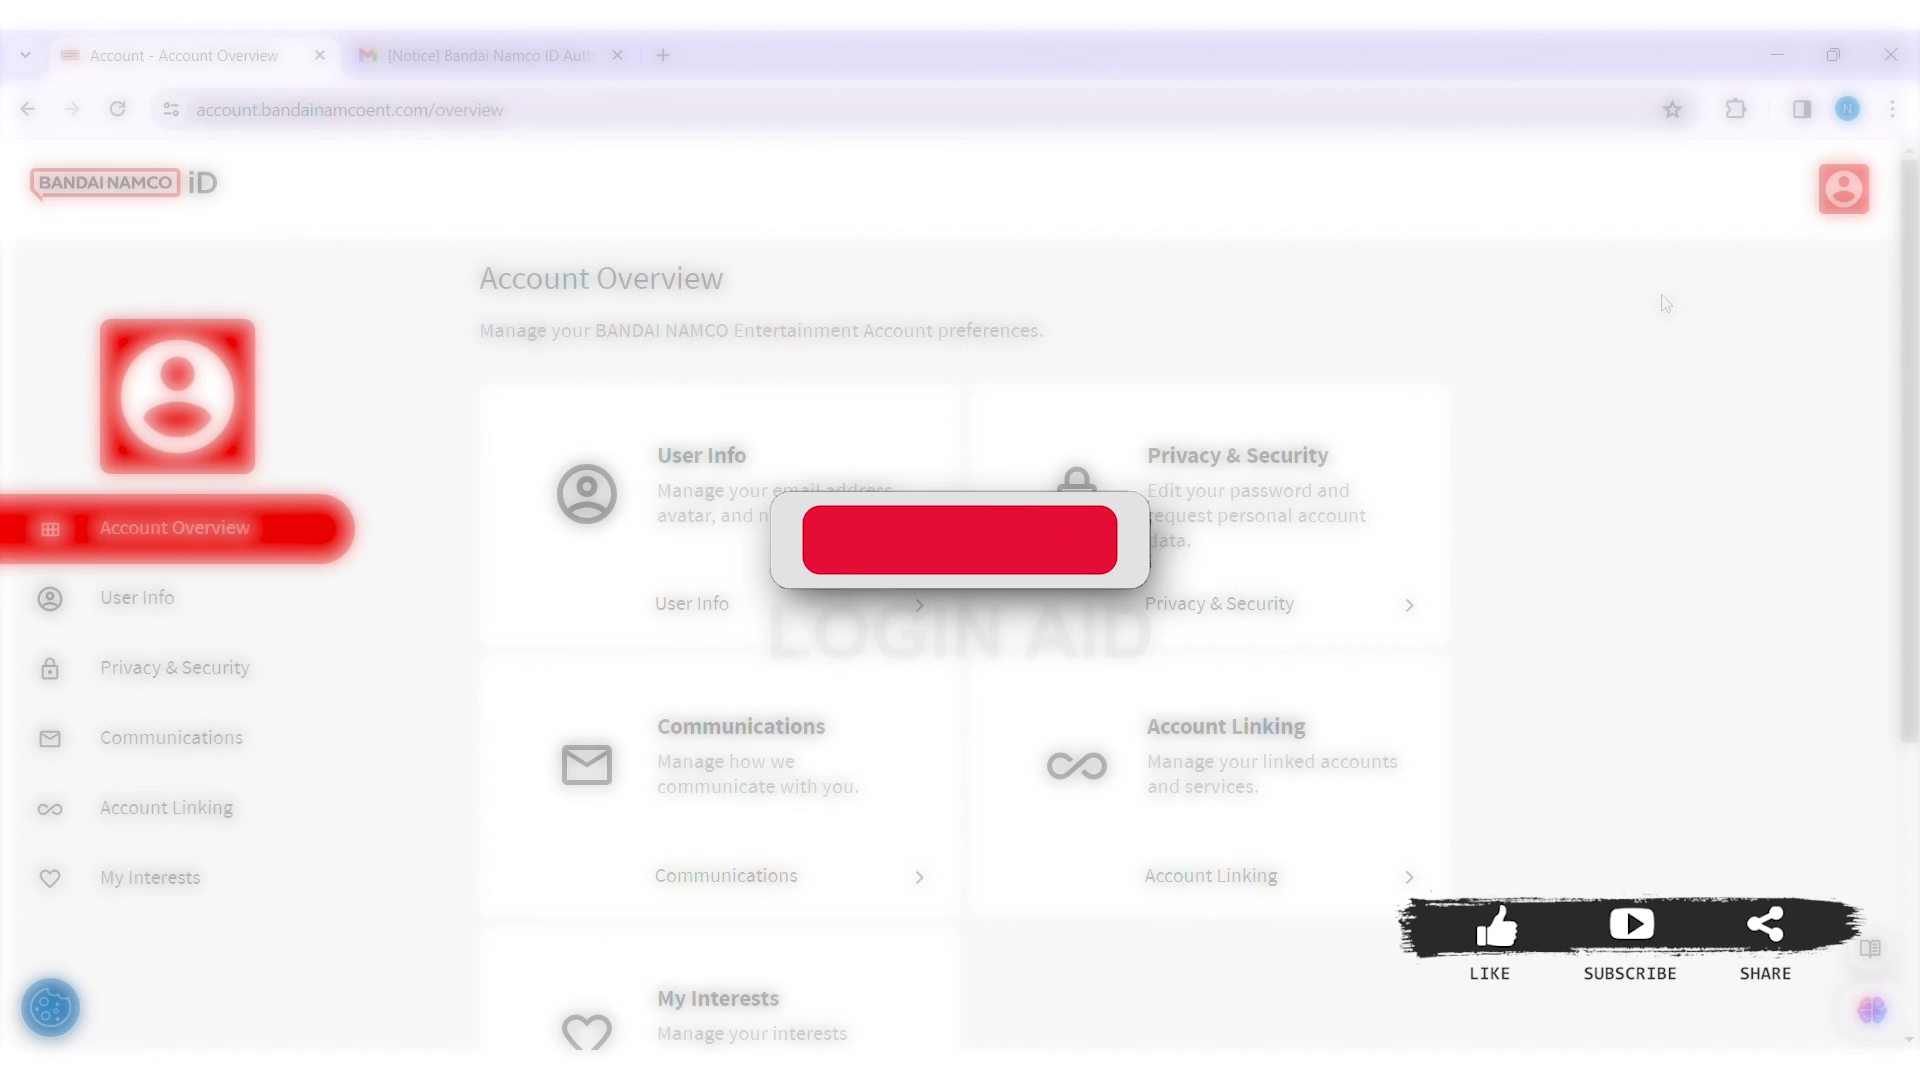 Account - Account Overview
[Notice] Bandai Namco ID Auth
account.bandainamcoent.com/overview
N
BANDAI NAMCO iD
Account Overview
Manage your BANDAI NAMCO Entertainment Account preferences.
User Info
Manage your email address
avatar, and n
User Info
Privacy & Security
Edit your password and
request personal account
data.
Privacy & Security
Account Overview
User Info
Privacy & Security
Communications
Account Linking
My Interests
LOGIN AID
Communications
Manage how we
communicate with you.
Communications
Account Linking
Manage your linked accounts
and services.
Account Linking
My Interests
Manage your interests
LIKE
SUBSCRIBE
SHARE